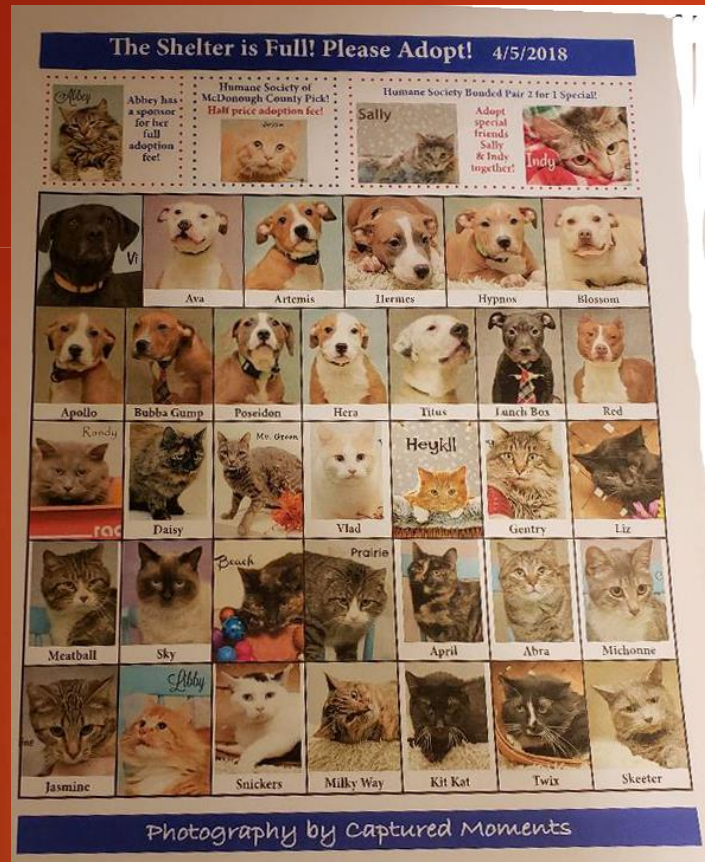 The Shelter is Full! Please Adopt! 4/5/2018
Abbey
Abbey has
a sponsor
for her
full
adoption
fee!
Humane Society of
McDonough County Pick!
Half price adoption fee!
Humane Society Bonded Pair 2 for 1 Special!
Sally
Adopt
special
friends
Sally
& Indy
together!
Indy
Vi
Ava
Artemis
Hermes
Hypnos
Blossom
Apollo
Bubba Gump
Poseidon
Hera
Titus
Lunch Box
Red
Randy
Daisy
Mr. Green
Vlad
Gentry
Liz
Meatball
Sky
Beach
Prairie
April
Abra
Michonne
Jasmine
Libby
Snickers
Milky Way
Kit Kat
Twix
Skeeter
Photography by Captured Moments